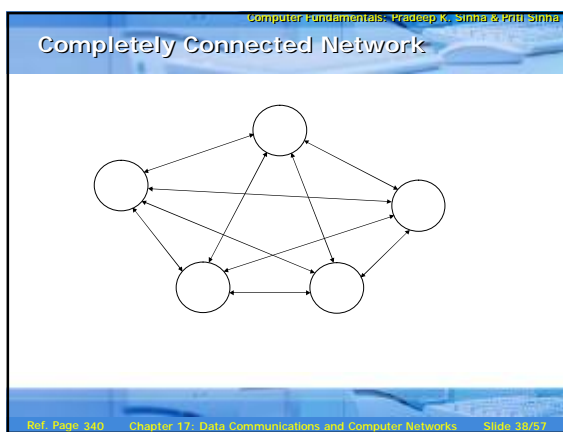 Computer Fundamentals: Pradeep K. Sinha & Priti Sinha
Completely Connected Network
Ref. Page 340 Chapter 17: Data Communications and Computer Networks Slide 38/57